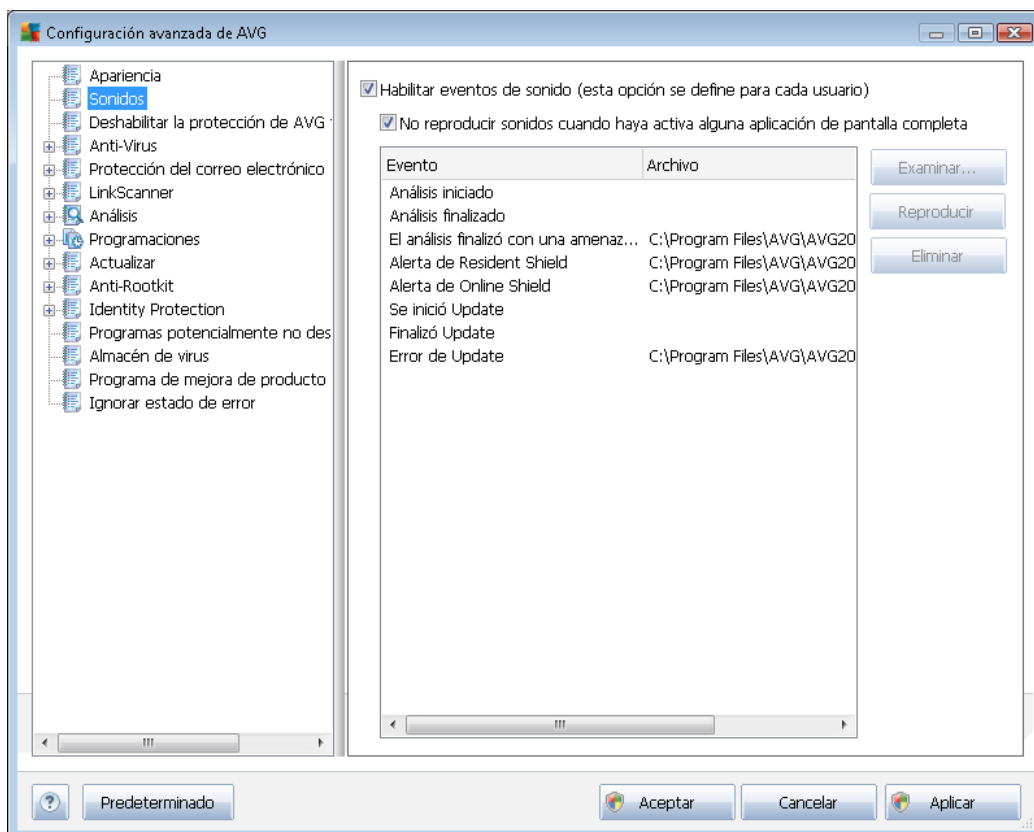 Configuración avanzada de AVG
Apariencia
Sonidos
Deshabilitar la protección de AVG
Anti-Virus
Protección del correo electrónico
LinkScanner
Análisis
Programaciones
Actualizar
Anti-Rootkit
Identity Protection
Programas potencialmente no des
Almacén de virus
Programa de mejora de producto
Ignorar estado de error
Habilitar eventos de sonido (esta opción se define para cada usuario)
No reproducir sonidos cuando haya activa alguna aplicación de pantalla completa
Evento Archivo
Análisis iniciado
Análisis finalizado
El análisis finalizó con una amenaz... C:\Program Files\AVG\AVG20
Alerta de Resident Shield C:\Program Files\AVG\AVG20
Alerta de Online Shield C:\Program Files\AVG\AVG20
Se inició Update
Finalizó Update
Error de Update C:\Program Files\AVG\AVG20
Examinar...
Reproducir
Eliminar
? Predeterminado Aceptar Cancelar Aplicar